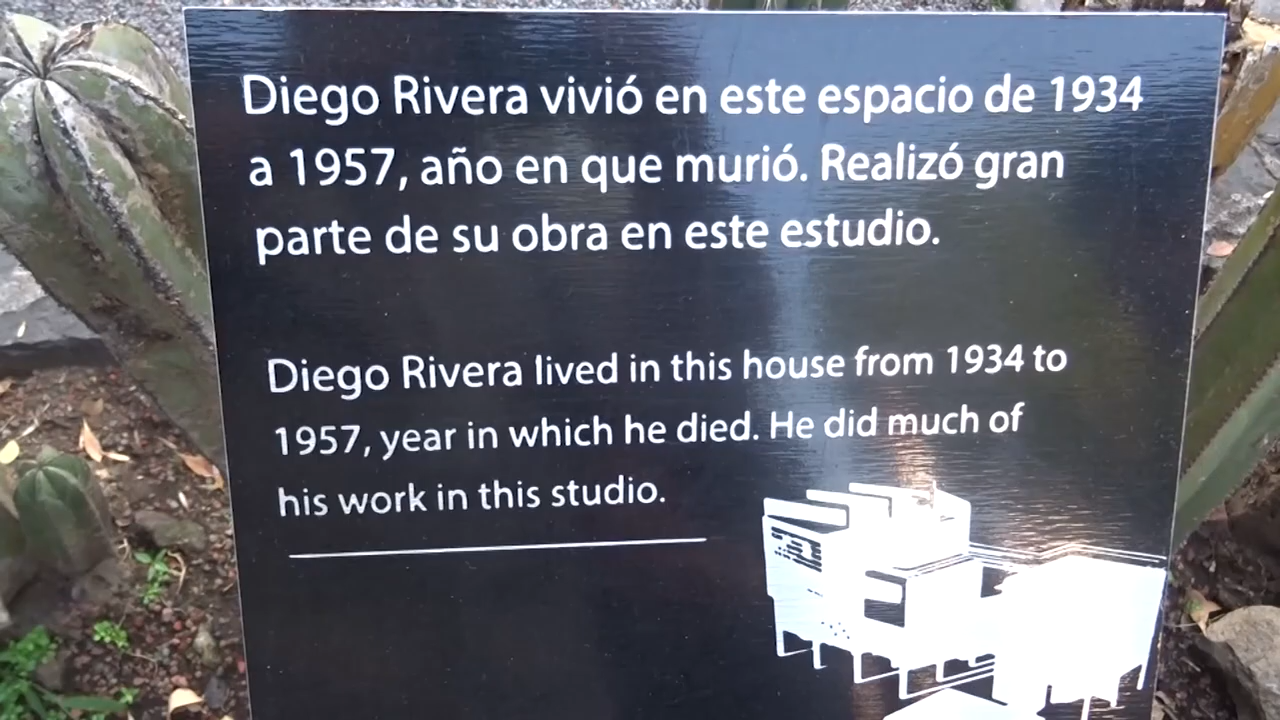 Diego Rivera vivió en este espacio de 1934
a 1957, año en que murió. Realizó gran
parte de su obra en este estudio.
Diego Rivera lived in this house from 1934 to
1957, year in which he died. He did much of
his work in this studio.